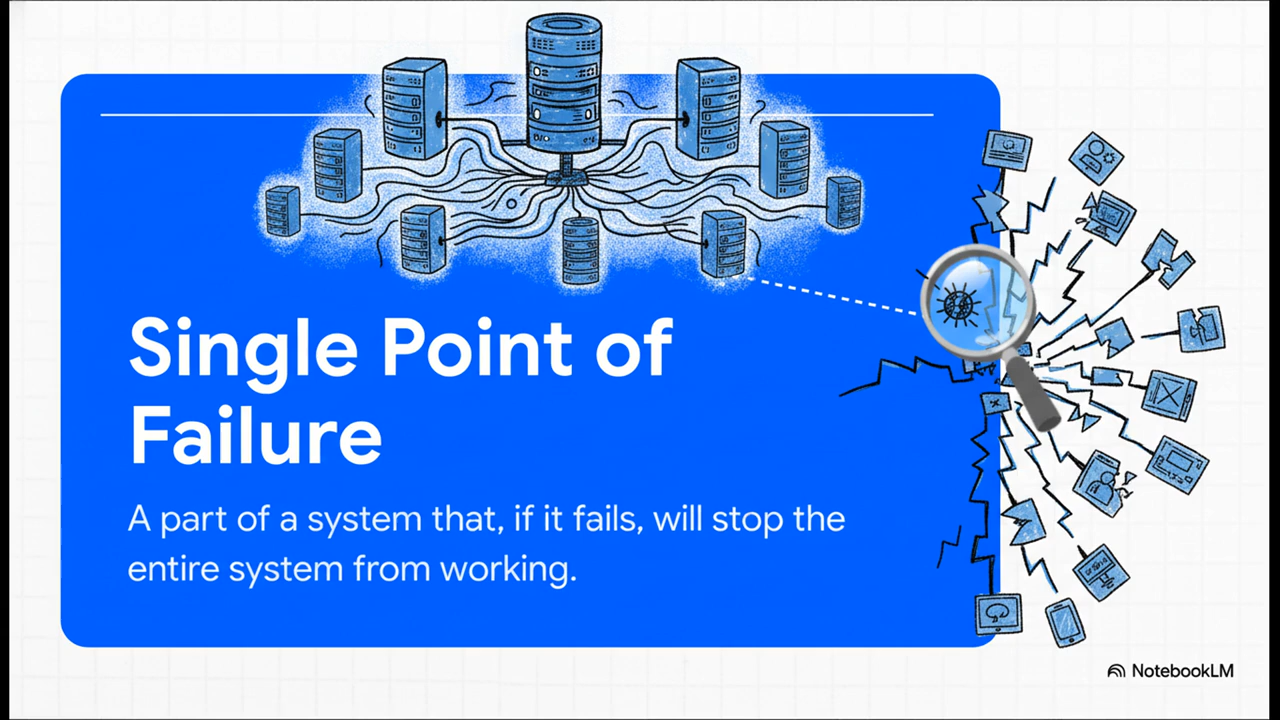 Single Point of
Failure
A part of a system that, if it fails, will stop the
entire system from working.
NotebookLM